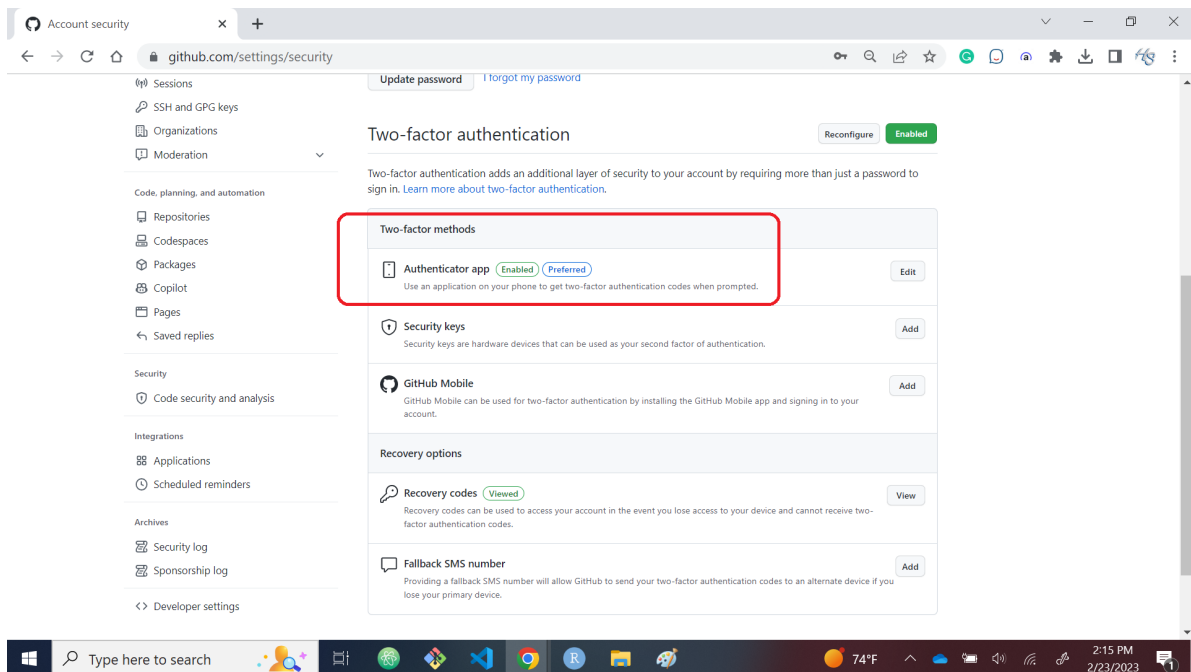 Account security
github.com/settings/security
Sessions
SSH and GPG keys
Organizations
Moderation
Code, planning, and automation
Repositories
Codespaces
Packages
Copilot
Pages
Saved replies
Security
Code security and analysis
Integrations
Applications
Scheduled reminders
Archives
Security log
Sponsorship log
Developer settings
Update password I forgot my password
Two-factor authentication Reconfigure Enabled
Two-factor authentication adds an additional layer of security to your account by requiring more than just a password to
sign in. Learn more about two-factor authentication.
Two-factor methods
Authenticator app Enabled Preferred Edit
Use an application on your phone to get two-factor authentication codes when prompted.
Security keys Add
Security keys are hardware devices that can be used as your second factor of authentication.
GitHub Mobile Add
GitHub Mobile can be used for two-factor authentication by installing the GitHub Mobile app and signing in to your
account.
Recovery options
Recovery codes Viewed View
Recovery codes can be used to access your account in the event you lose access to your device and cannot receive two-
factor authentication codes.
Fallback SMS number Add
Providing a fallback SMS number will allow GitHub to send your two-factor authentication codes to an alternate device if you
lose your primary device.
Type here to search
R
74°F
2:15 PM
2/23/2023
1